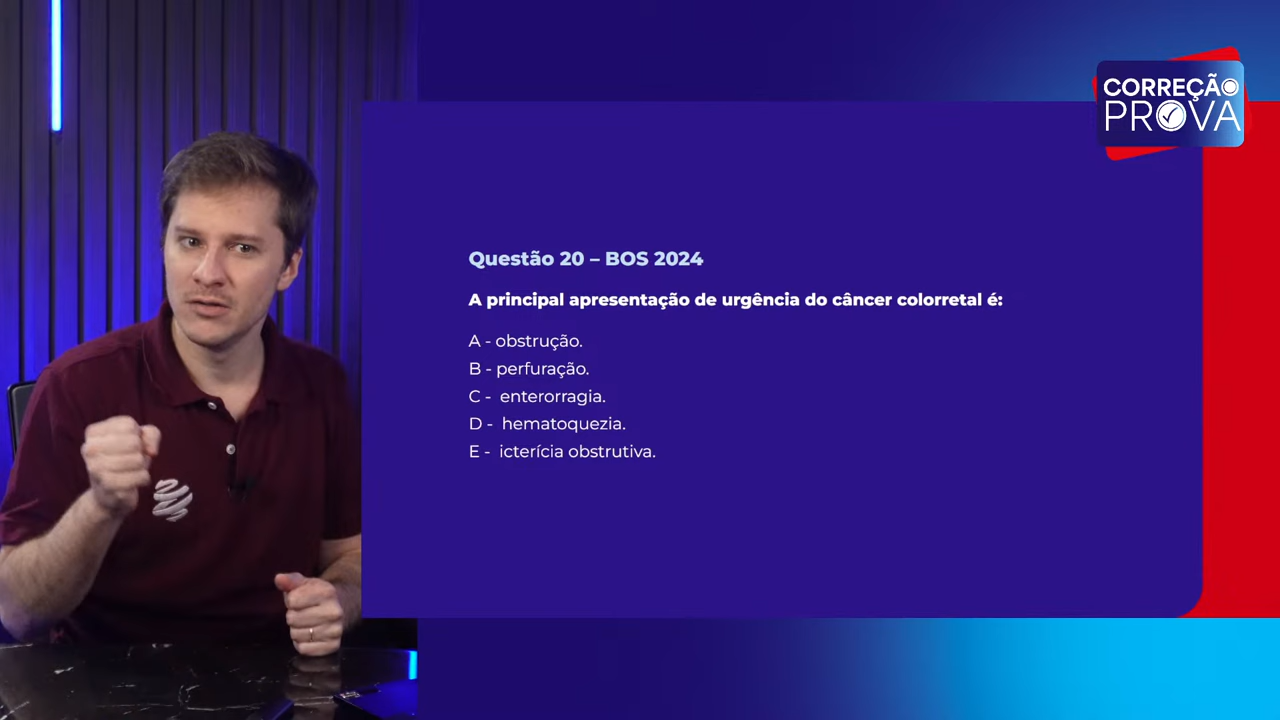 CORREÇÃO
PROVA
Questão 20 – BOS 2024
A principal apresentação de urgência do câncer colorretal é:
A - obstrução.
B - perfuração.
C -  enterorragia.
D -  hematoquezia.
E -  icterícia obstrutiva.